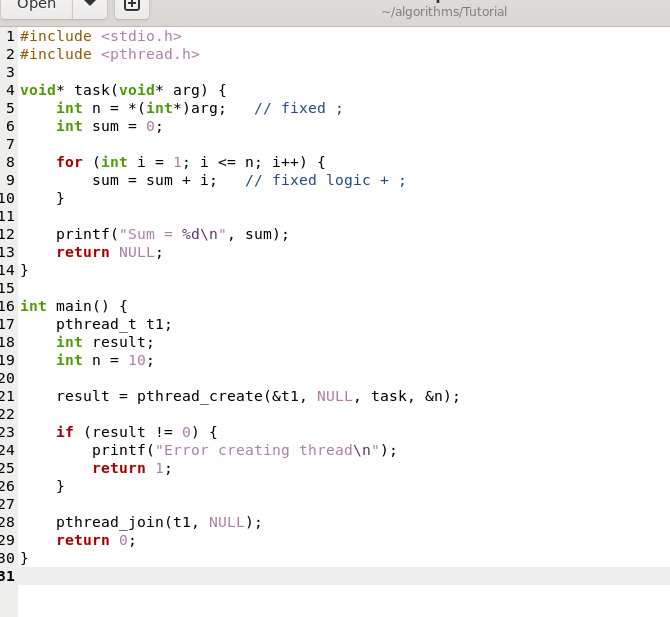 Open
~/algorithms/Tutorial
1 #include <stdio.h>
2 #include <pthread.h>
3
4 void* task(void* arg) {
5     int n = *(int*)arg;   // fixed ;
6     int sum = 0;
7
8     for (int i = 1; i <= n; i++) {
9         sum = sum + i;   // fixed logic + ;
10     }
11
12     printf("Sum = %d\n", sum);
13     return NULL;
14 }
15
16 int main() {
17     pthread_t t1;
18     int result;
19     int n = 10;
20
21     result = pthread_create(&t1, NULL, task, &n);
22
23     if (result != 0) {
24         printf("Error creating thread\n");
25         return 1;
26     }
27
28     pthread_join(t1, NULL);
29     return 0;
30 }
31